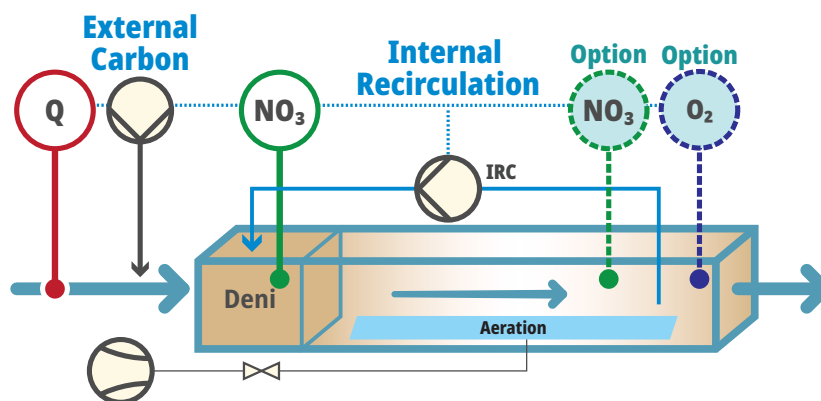 External
Carbon
Internal
Recirculation
Option
Option
Q
NO₃
NO₃
O₂
IRC
Deni
Aeration